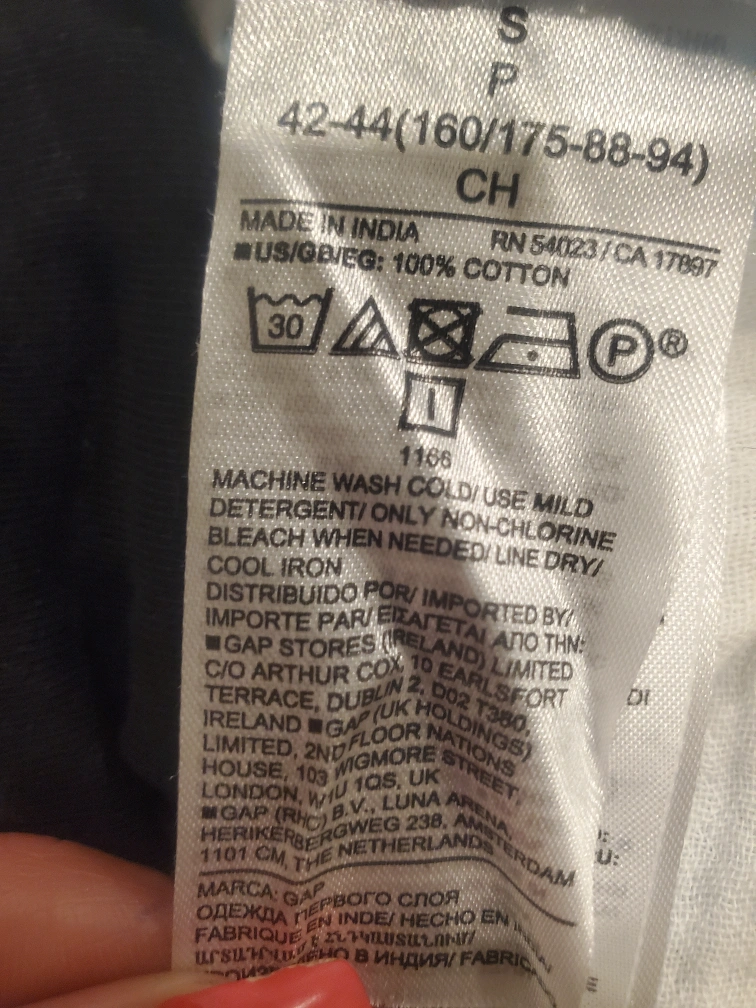 S
P
42-44(160/175-88-94)
CH
MADE IN INDIA RN 54023 / CA 17897
■US/GB/EG: 100% COTTON
30 P®
1166
MACHINE WASH COLD/ USE MILD
DETERGENT/ ONLY NON-CHLORINE
BLEACH WHEN NEEDED/ LINE DRY/
COOL IRON
DISTRIBUIDO POR/ IMPORTED BY/
IMPORTE PAR/ ΕΙΣΑΓΕΤΑΙ ΑΠΟ ΤΗΝ:
■GAP STORES (IRELAND) LIMITED
C/O ARTHUR COX, 10 EARLSFORT
TERRACE, DUBLIN 2, D02 T380,
IRELAND ■GAP (UK HOLDINGS)
LIMITED, 2ND FLOOR NATIONS
HOUSE, 103 WIGMORE STREET,
LONDON, W1U 1QS, UK
■GAP (RHC) B.V., LUNA ARENA,
HERIKERBERGWEG 238, AMSTERDAM
1101 CM, THE NETHERLANDS
MARCA: GAP
ОДЕЖДА ПЕРВОГО СЛОЯ
FABRIQUE EN INDE/ HECHO EN
В ИНДИИ/
DI
U: